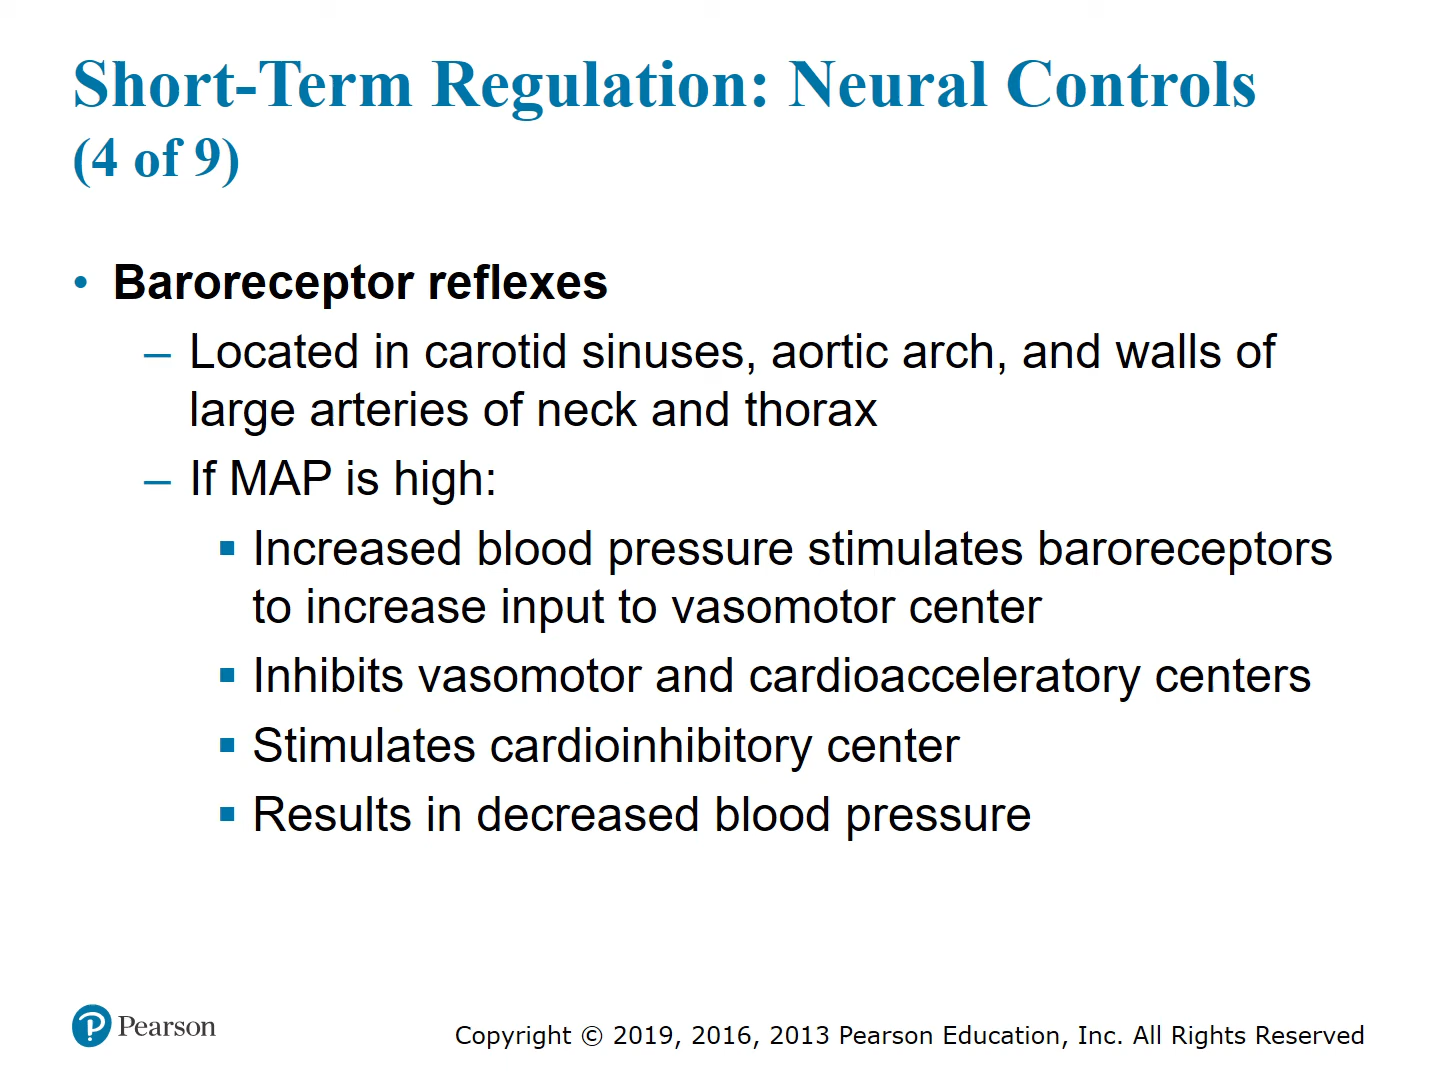 Short-Term Regulation: Neural Controls
(4 of 9)
• Baroreceptor reflexes
– Located in carotid sinuses, aortic arch, and walls of
large arteries of neck and thorax
– If MAP is high:
▪ Increased blood pressure stimulates baroreceptors
to increase input to vasomotor center
▪ Inhibits vasomotor and cardioacceleratory centers
▪ Stimulates cardioinhibitory center
▪ Results in decreased blood pressure
Pearson
Copyright © 2019, 2016, 2013 Pearson Education, Inc. All Rights Reserved